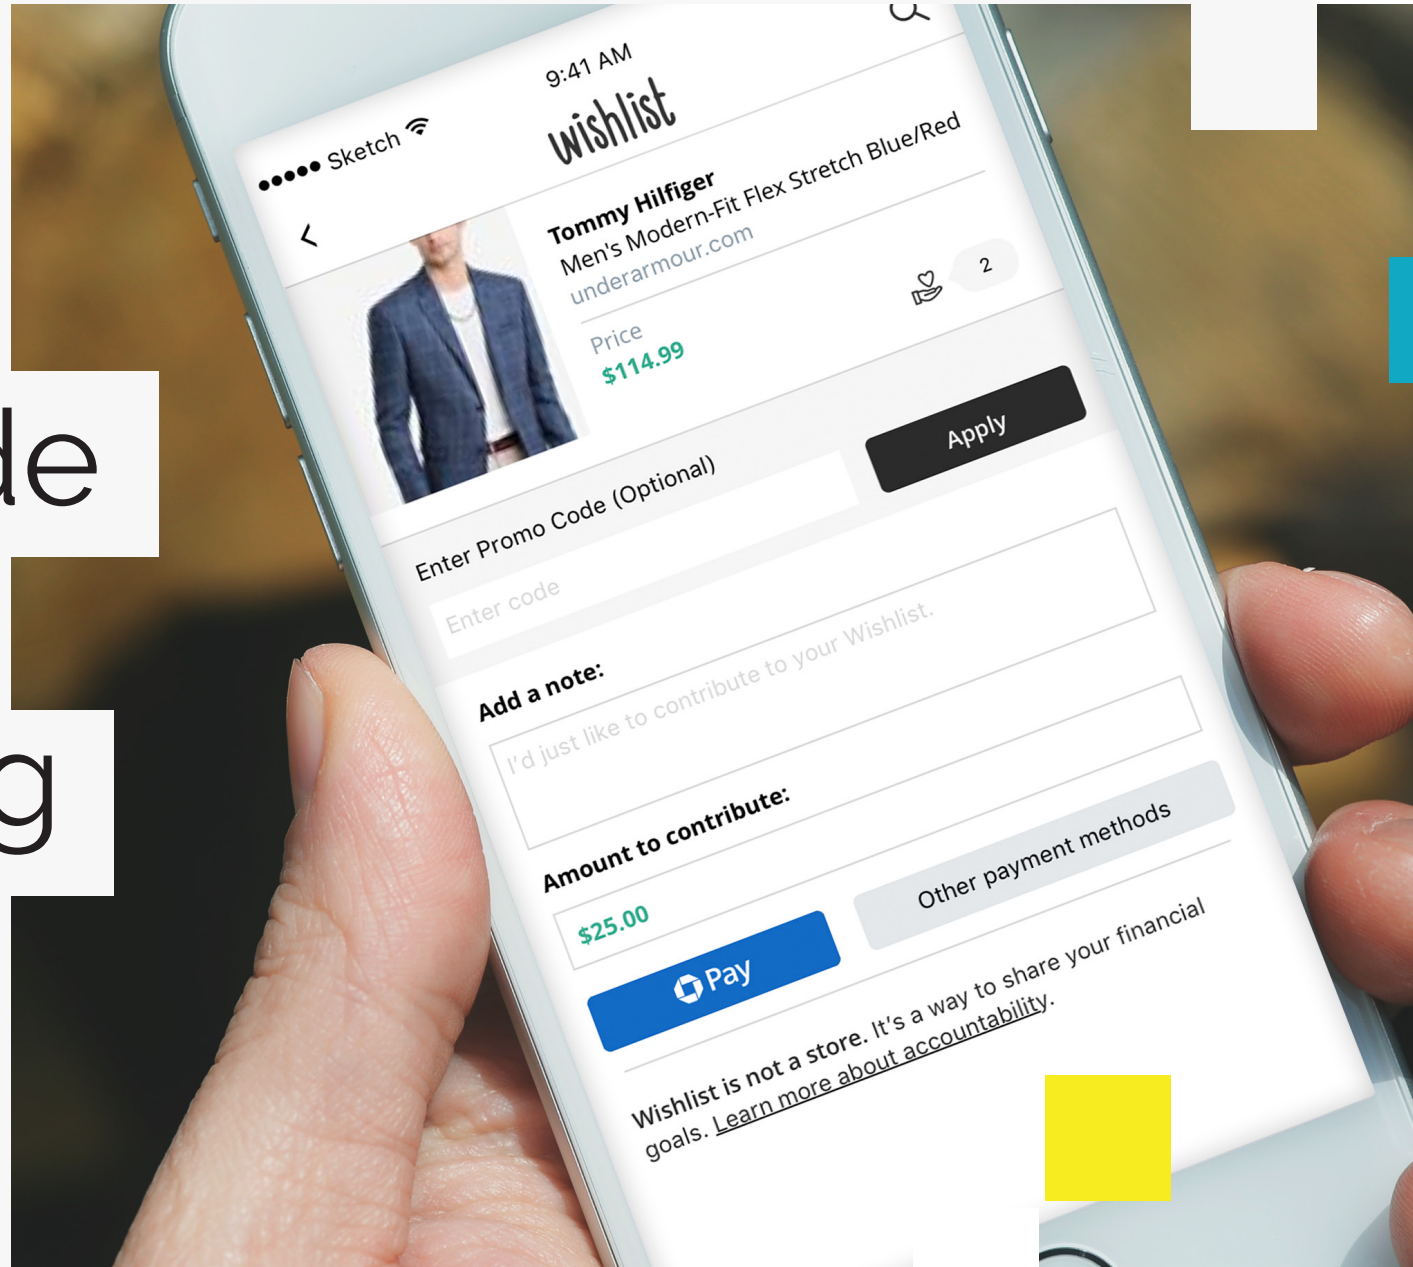 9:41 AM
Sketch
wishlist
Tommy Hilfiger
Men's Modern-Fit Flex Stretch Blue/Red
underarmour.com
Price
$114.99
2
Enter Promo Code (Optional)
Enter code
Apply
Add a note:
I'd just like to contribute to your Wishlist.
Amount to contribute:
$25.00
Pay
Other payment methods
Wishlist is not a store. It's a way to share your financial
goals. Learn more about accountability.